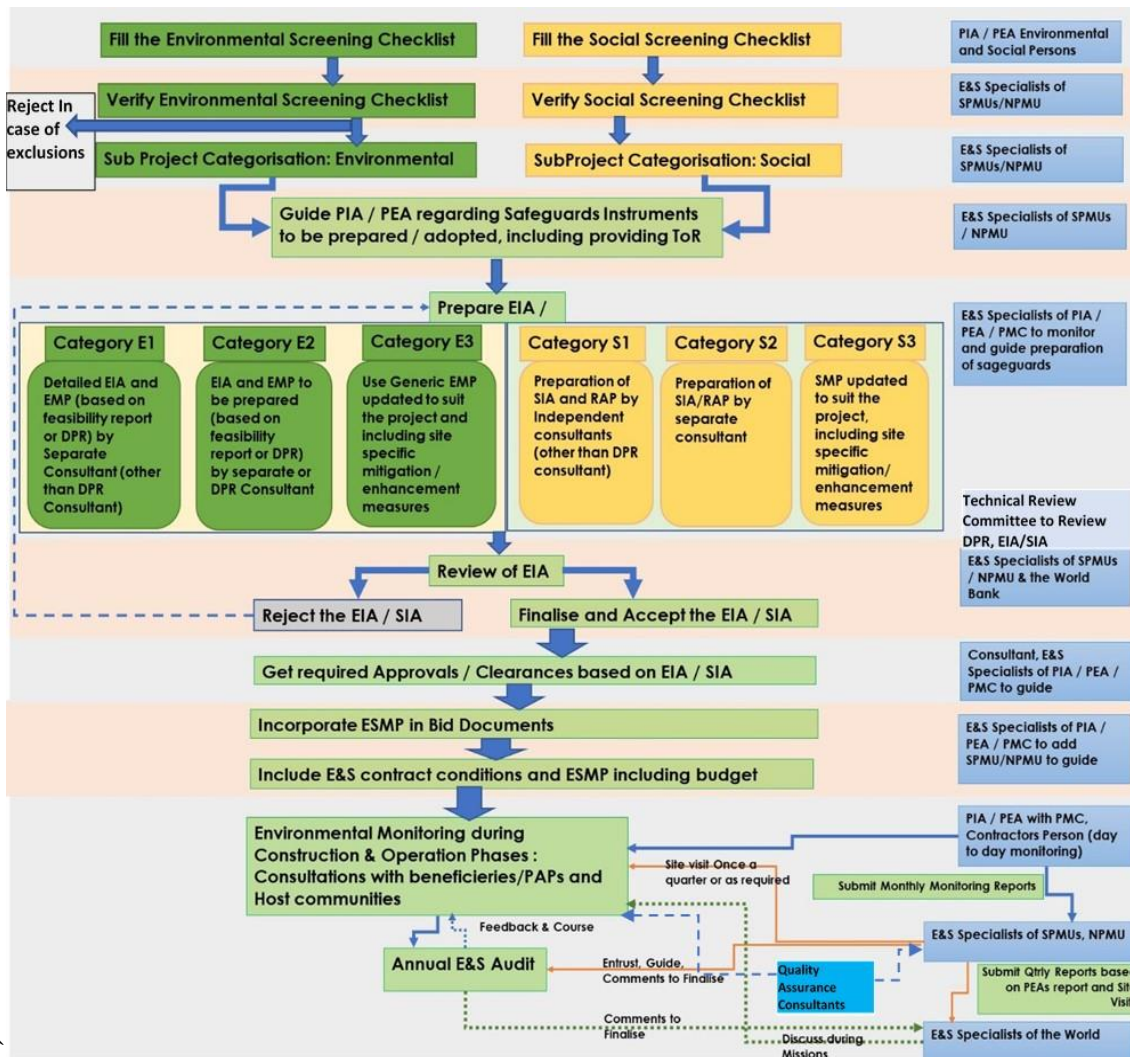 Fill the Environmental Screening Checklist
Fill the Social Screening Checklist
PIA / PEA Environmental
and Social Persons
Reject In
case of
exclusions
Verify Environmental Screening Checklist
Verify Social Screening Checklist
E&S Specialists of
SPMUs/NPMU
Sub Project Categorisation: Environmental
SubProject Categorisation: Social
E&S Specialists of
SPMUs/NPMU
Guide PIA / PEA regarding Safeguards Instruments
to be prepared / adopted, including providing ToR
E&S Specialists of SPMUs
/ NPMU
Prepare EIA /
E&S Specialists of PIA /
PEA / PMC to monitor
and guide preparation
of sageguards
Category E1
Detailed EIA and
EMP (based on
feasibility report
or DPR) by
Separate
Consultant (other
than DPR
Consultant)
Category E2
EIA and EMP to
be prepared
(based on
feasibility
report or DPR)
by separate or
DPR Consultant
Category E3
Use Generic EMP
updated to suit
the project and
including site
specific
mitigation /
enhancement
measures
Category S1
Preparation of
SIA and RAP by
Independent
consultants
(other than DPR
consultant)
Category S2
Preparation of
SIA/RAP by
separate
consultant
Category S3
SMP updated to
suit the project,
including site
specific
mitigation/
enhancement
measures
Technical Review
Committee to Review
DPR, EIA/SIA
Review of EIA
E&S Specialists of SPMUs
/ NPMU & the World
Bank
Reject the EIA / SIA
Finalise and Accept the EIA / SIA
Get required Approvals / Clearances based on EIA / SIA
Consultant, E&S
Specialists of PIA / PEA /
PMC to guide
Incorporate ESMP in Bid Documents
E&S Specialists of PIA /
PEA / PMC to add
SPMU/NPMU to guide
Include E&S contract conditions and ESMP including budget
Environmental Monitoring during
Construction & Operation Phases :
Consultations with beneficieries/PAPs and
Host communities
PIA / PEA with PMC,
Contractors Person (day
to day monitoring)
Site visit Once a
quarter or as required
Submit Monthly Monitoring Reports
Feedback & Course
E&S Specialists of SPMUs, NPMU
Annual E&S Audit
Entrust, Guide,
Comments to Finalise
Quality
Assurance
Consultants
Submit Qtrly Reports based
on PEAs report and Site
Visit
Comments to
Finalise
Discuss during
Missions
E&S Specialists of the World